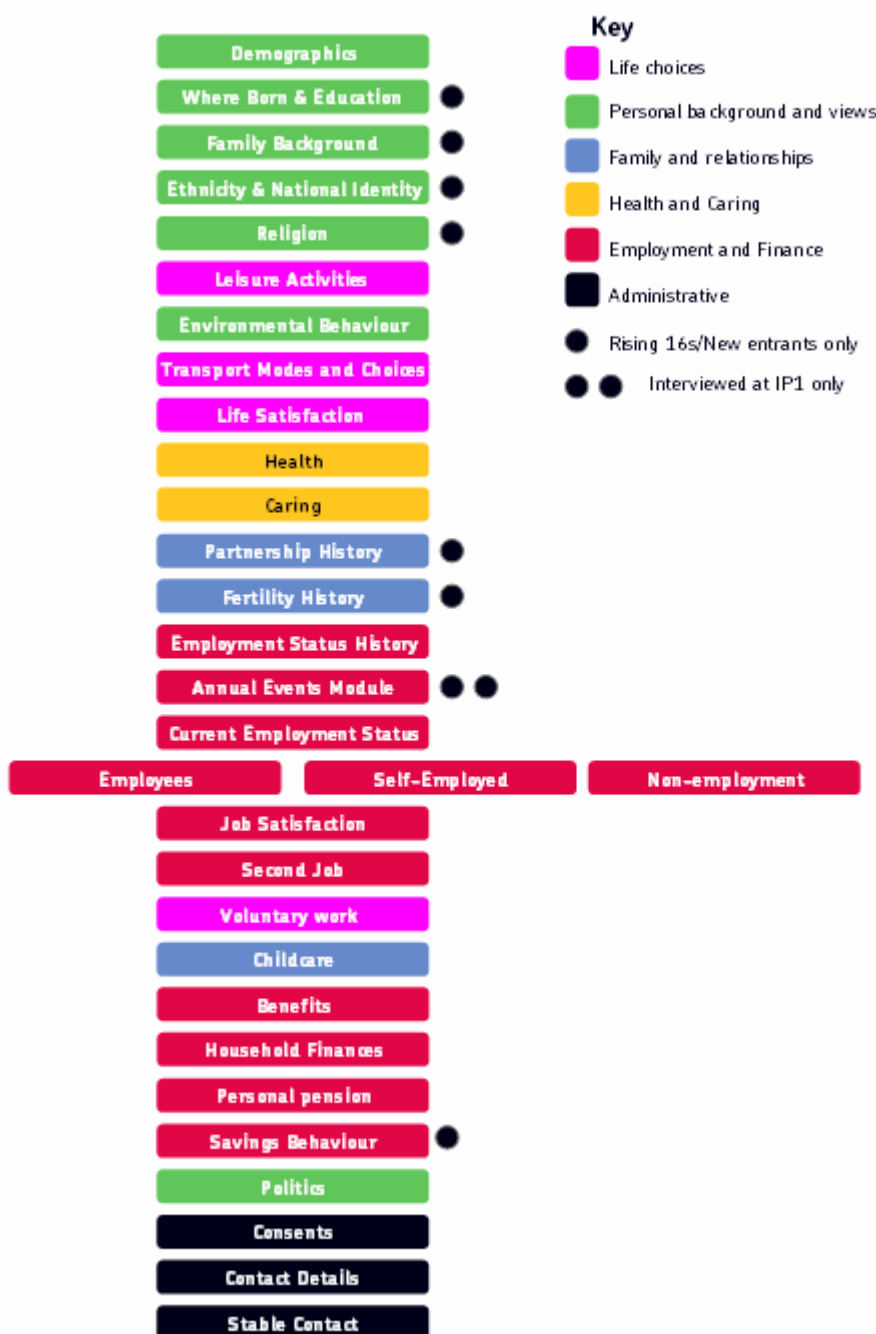 Key
Life choices
Personal background and views
Family and relationships
Health and Caring
Employment and Finance
Administrative
Rising 16s/New entrants only
Interviewed at IP1 only
Demographics
Where Born & Education
Family Background
Ethnicity & National Identity
Religion
Leisure Activities
Environmental Behaviour
Transport Modes and Choices
Life Satisfaction
Health
Caring
Partnership History
Fertility History
Employment Status History
Annual Events Module
Current Employment Status
Employees Self-Employed Non-employment
Job Satisfaction
Second Job
Voluntary work
Childcare
Benefits
Household Finances
Personal pension
Savings Behaviour
Politics
Consents
Contact Details
Stable Contact